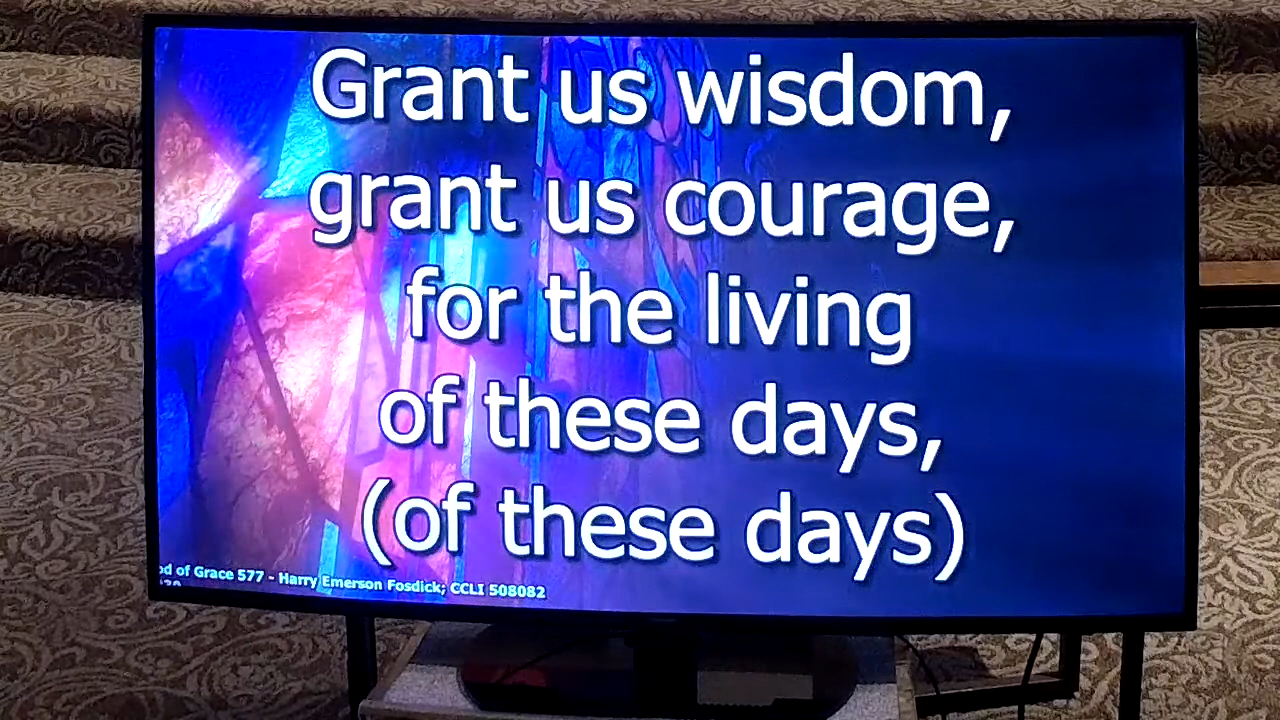 Grant us wisdom,
grant us courage,
for the living
of these days,
(of these days)
od of Grace 577 - Harry Emerson Fosdick; CCLI 508082